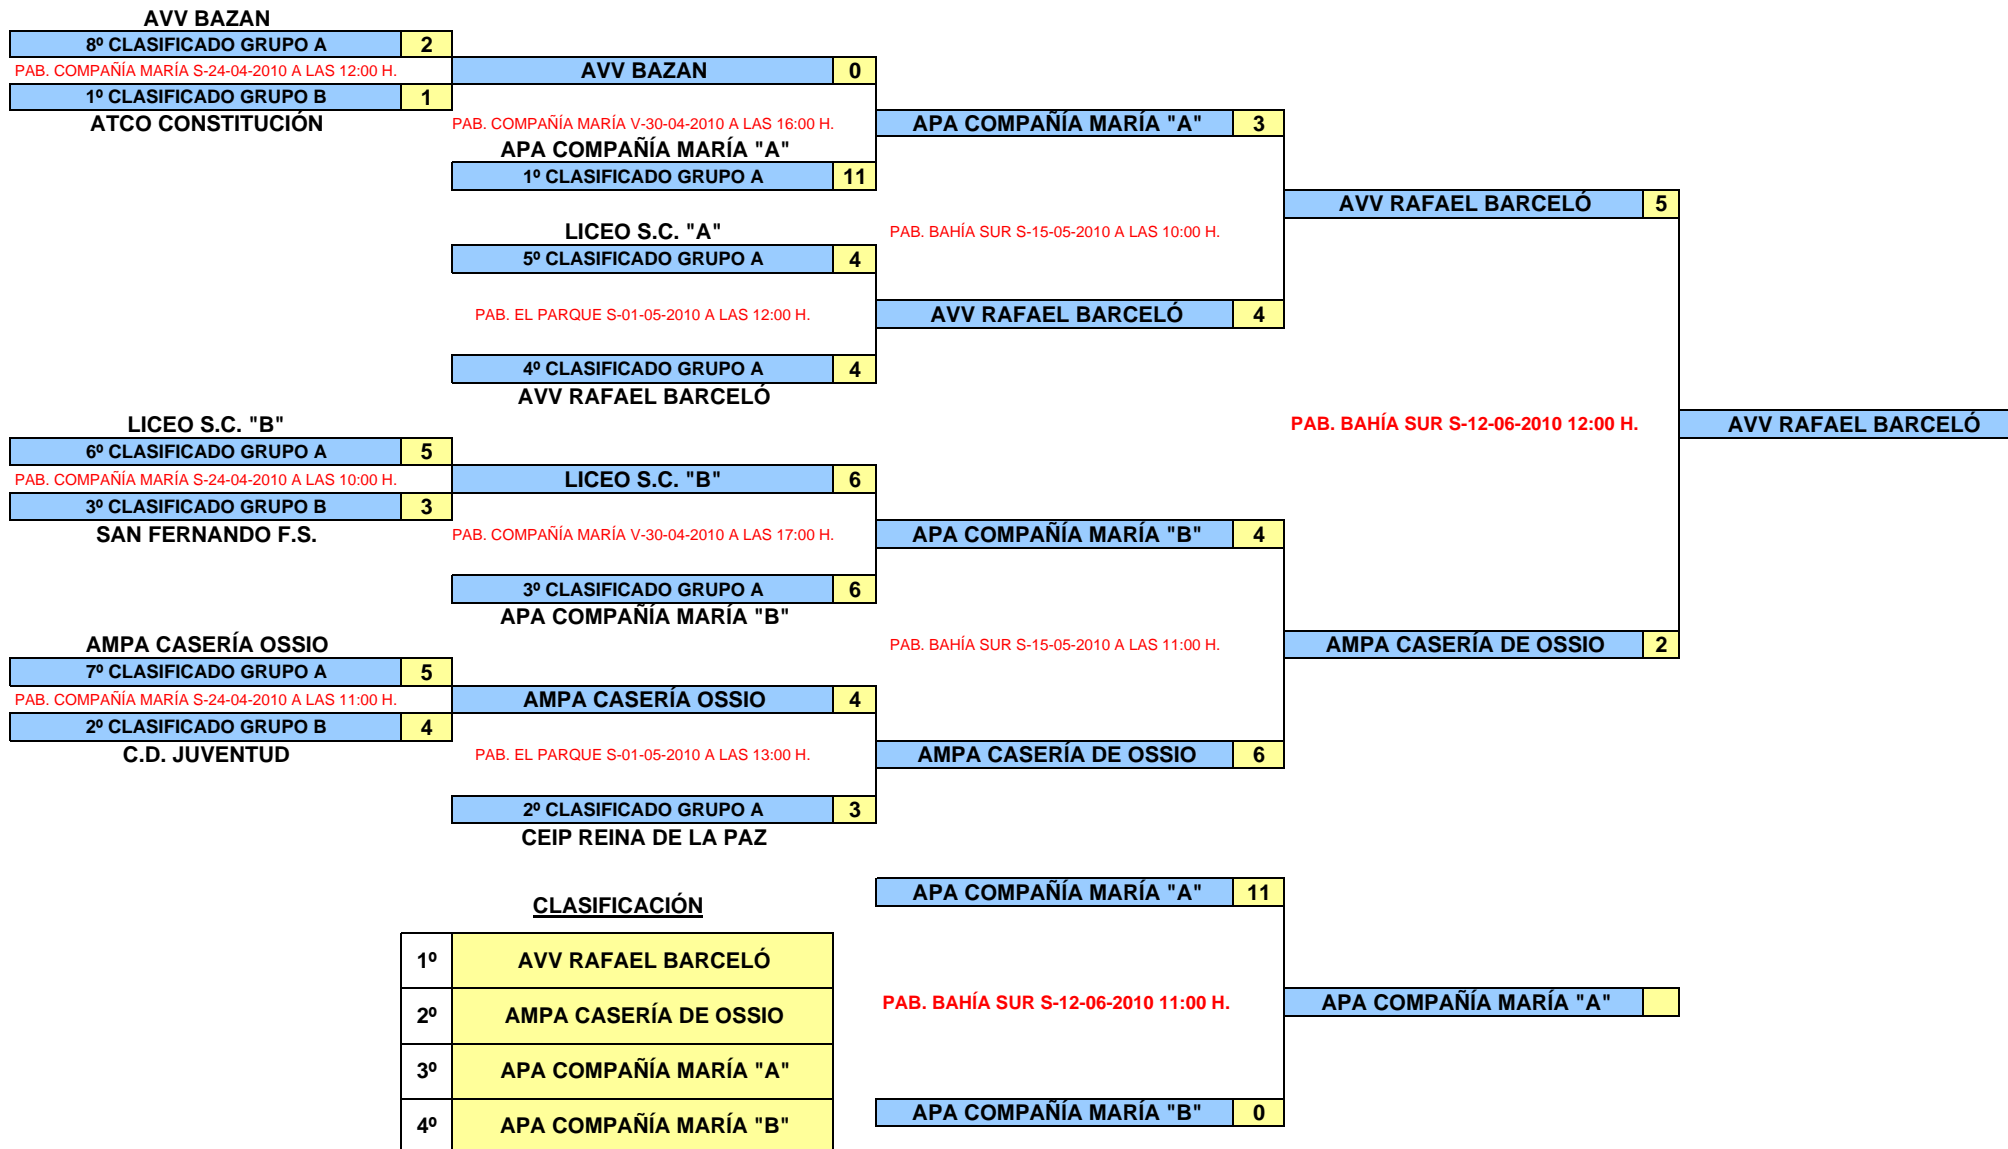 AVV BAZAN
8º CLASIFICADO GRUPO A 2
PAB. COMPAÑÍA MARÍA S-24-04-2010 A LAS 12:00 H.
1º CLASIFICADO GRUPO B 1
ATCO CONSTITUCIÓN
AVV BAZAN 0
PAB. COMPAÑÍA MARÍA V-30-04-2010 A LAS 16:00 H.
APA COMPAÑÍA MARÍA "A"
1º CLASIFICADO GRUPO A 11
LICEO S.C. "A"
5º CLASIFICADO GRUPO A 4
PAB. EL PARQUE S-01-05-2010 A LAS 12:00 H.
4º CLASIFICADO GRUPO A 4
AVV RAFAEL BARCELÓ
APA COMPAÑÍA MARÍA "A" 3
PAB. BAHÍA SUR S-15-05-2010 A LAS 10:00 H.
AVV RAFAEL BARCELÓ 4
LICEO S.C. "B"
6º CLASIFICADO GRUPO A 5
PAB. COMPAÑÍA MARÍA S-24-04-2010 A LAS 10:00 H.
3º CLASIFICADO GRUPO B 3
SAN FERNANDO F.S.
LICEO S.C. "B" 6
PAB. COMPAÑÍA MARÍA V-30-04-2010 A LAS 17:00 H.
3º CLASIFICADO GRUPO A 6
APA COMPAÑÍA MARÍA "B"
AMPA CASERÍA OSSIO
7º CLASIFICADO GRUPO A 5
PAB. COMPAÑÍA MARÍA S-24-04-2010 A LAS 11:00 H.
2º CLASIFICADO GRUPO B 4
C.D. JUVENTUD
AMPA CASERÍA OSSIO 4
PAB. EL PARQUE S-01-05-2010 A LAS 13:00 H.
2º CLASIFICADO GRUPO A 3
CEIP REINA DE LA PAZ
APA COMPAÑÍA MARÍA "B" 4
PAB. BAHÍA SUR S-15-05-2010 A LAS 11:00 H.
AMPA CASERÍA DE OSSIO 6
AVV RAFAEL BARCELÓ 5
PAB. BAHÍA SUR S-12-06-2010 12:00 H.
AMPA CASERÍA DE OSSIO 2
AVV RAFAEL BARCELÓ
CLASIFICACIÓN
1º AVV RAFAEL BARCELÓ
2º AMPA CASERÍA DE OSSIO
3º APA COMPAÑÍA MARÍA "A"
4º APA COMPAÑÍA MARÍA "B"
APA COMPAÑÍA MARÍA "A" 11
PAB. BAHÍA SUR S-12-06-2010 11:00 H.
APA COMPAÑÍA MARÍA "B" 0
APA COMPAÑÍA MARÍA "A"